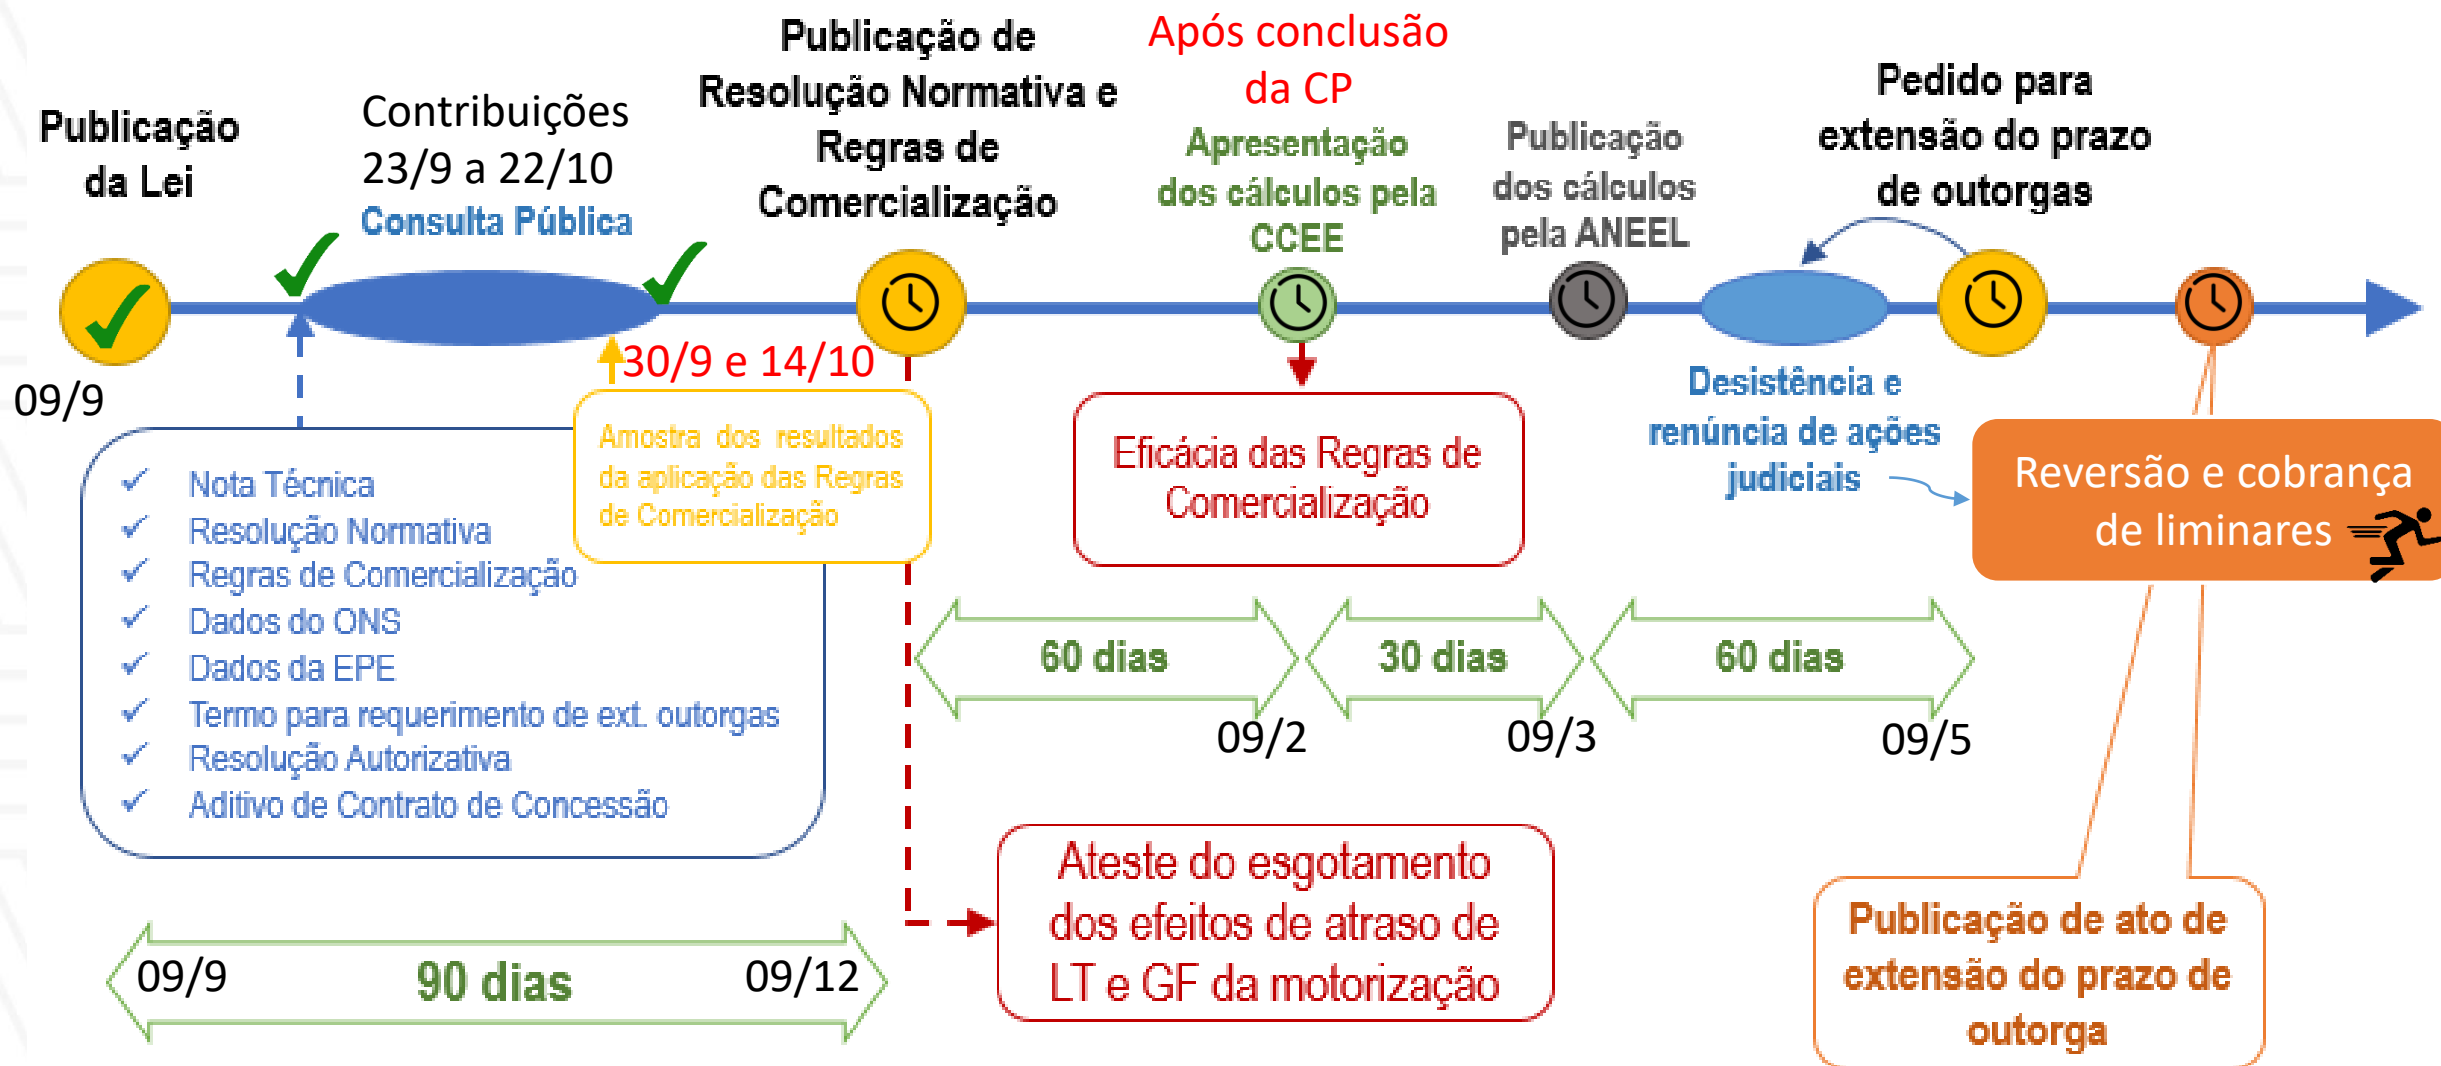 Publicação
da Lei
09/9
Contribuições
23/9 a 22/10
Consulta Pública
Publicação de
Resolução Normativa e
Regras de
Comercialização
Após conclusão
da CP
Apresentação
dos cálculos pela
CCEE
Publicação
dos cálculos
pela ANEEL
Pedido para
extensão do prazo
de outorgas
30/9 e 14/10
Amostra dos resultados
da aplicação das Regras
de Comercialização
✓ Nota Técnica
✓ Resolução Normativa
✓ Regras de Comercialização
✓ Dados do ONS
✓ Dados da EPE
✓ Termo para requerimento de ext. outorgas
✓ Resolução Autorizativa
✓ Aditivo de Contrato de Concessão
Eficácia das Regras de
Comercialização
Desistência e
renúncia de ações
judiciais
Reversão e cobrança
de liminares
60 dias
30 dias
60 dias
09/2
09/3
09/5
Ateste do esgotamento
dos efeitos de atraso de
LT e GF da motorização
Publicação de ato de
extensão do prazo de
outorga
09/9
90 dias
09/12